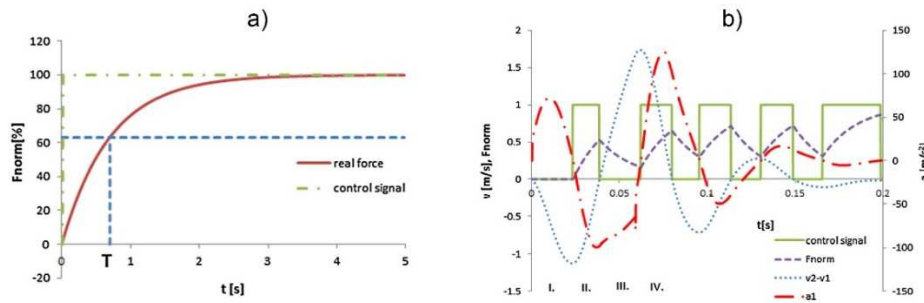 a)
120
100
80
60
40
20
0
-20
Fnorm[%]
0
T
1
2
3
4
5
t [s]
real force
control signal
b)
2
1.5
1
0.5
0
-0.5
-1
-1.5
v [m/s], Fnorm
0
0.05
0.1
0.15
0.2
150
100
50
0
-50
-100
-150
t[s]
I.
II.
III.
IV.
control signal
Fnorm
v2-v1
a1